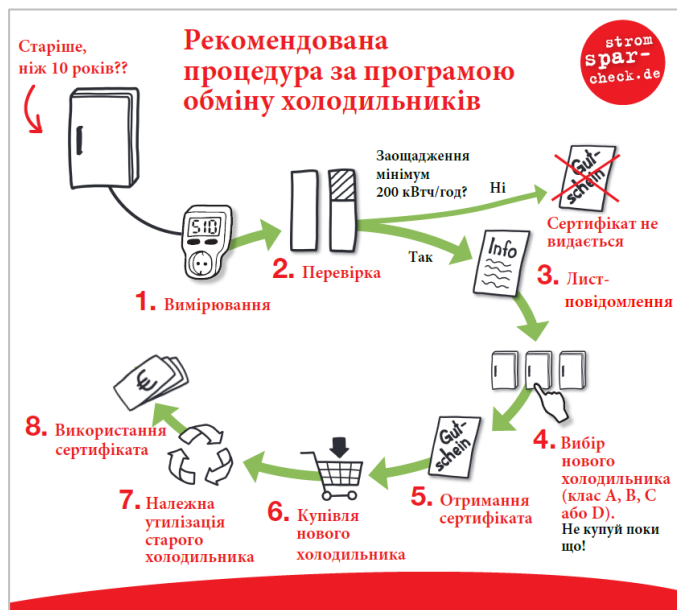 Старіше,
ніж 10 років??
Рекомендована
процедура за програмою
обміну холодильників
strom
spar-
check.de
510
1. Вимірювання
2. Перевірка
Заощадження
мінімум
200 кВтч/год?
Ні
Так
Gut-
schein
Сертифікат не
видається
Info
3. Лист-
повідомлення
4. Вибір
нового
холодильника
(клас A, B, C
або D).
Не купуй поки
що!
Gut-
schein
5. Отримання
сертифіката
6. Купівля
нового
холодильника
7. Належна
утилізація
старого
холодильника
€
8. Використання
сертифіката